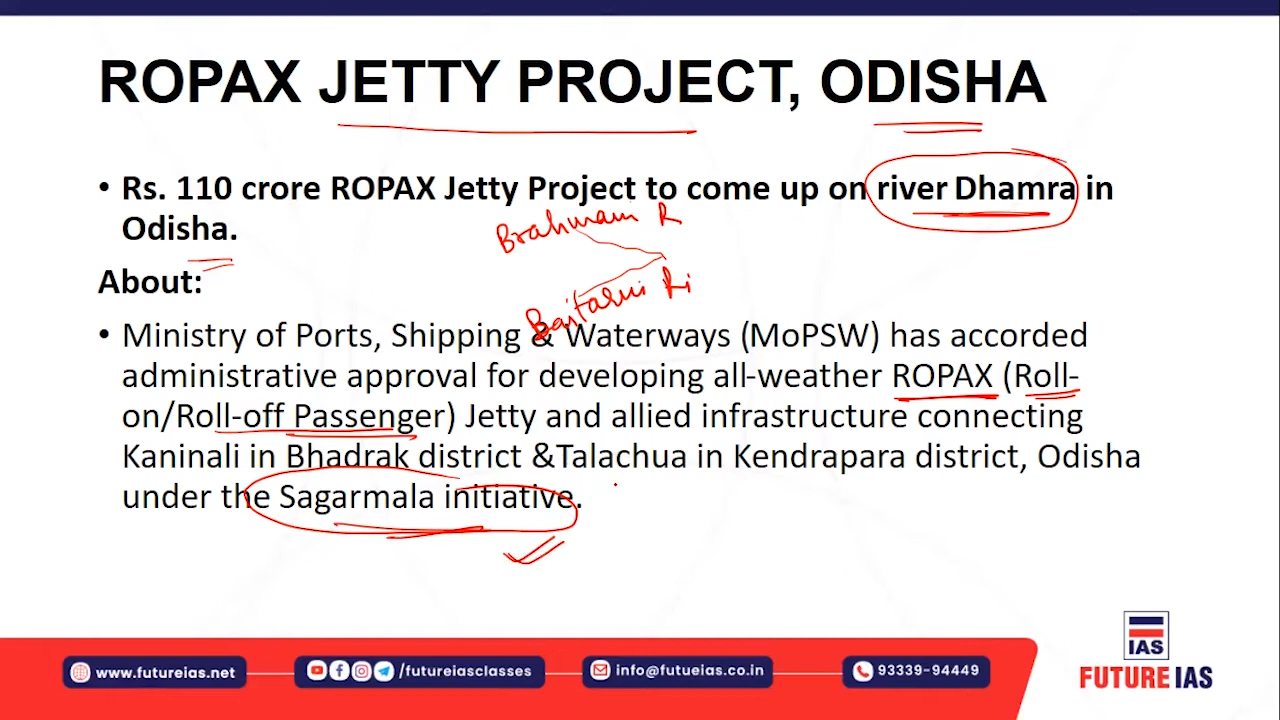 ROPAX JETTY PROJECT, ODISHA
• Rs. 110 crore ROPAX Jetty Project to come up on river Dhamra in
Odisha.
Brahmani R
Baitarni Ri
About:
• Ministry of Ports, Shipping & Waterways (MoPSW) has accorded
administrative approval for developing all-weather ROPAX (Roll-
on/Roll-off Passenger) Jetty and allied infrastructure connecting
Kaninali in Bhadrak district &Talachua in Kendrapara district, Odisha
under the Sagarmala initiative.
www.futureias.net
/futureiasclasses
info@futueias.co.in
93339-94449
IAS
FUTURE IAS